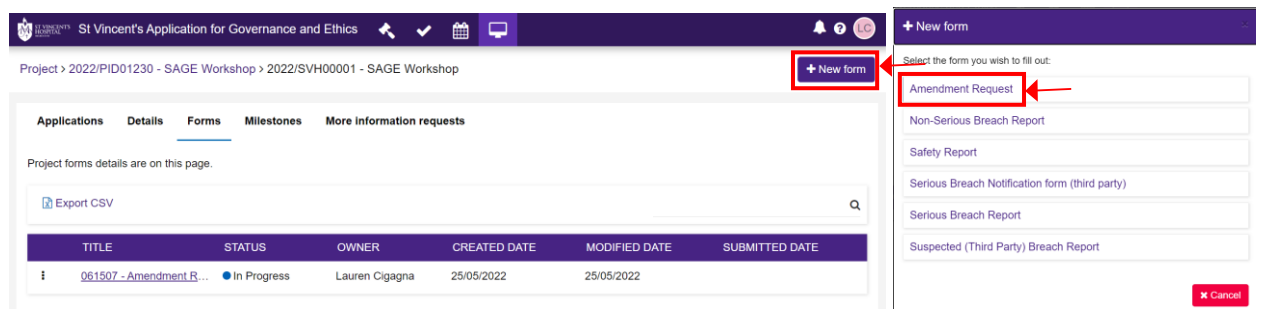 ST VINCENT'S HOSPITAL St Vincent's Application for Governance and Ethics LC
Project > 2022/PID01230 - SAGE Workshop > 2022/SVH00001 - SAGE Workshop + New form
Applications Details Forms Milestones More information requests
Project forms details are on this page.
Export CSV
TITLE STATUS OWNER CREATED DATE MODIFIED DATE SUBMITTED DATE
061507 - Amendment R... In Progress Lauren Cigagna 25/05/2022 25/05/2022
+ New form
Select the form you wish to fill out:
Amendment Request
Non-Serious Breach Report
Safety Report
Serious Breach Notification form (third party)
Serious Breach Report
Suspected (Third Party) Breach Report
× Cancel